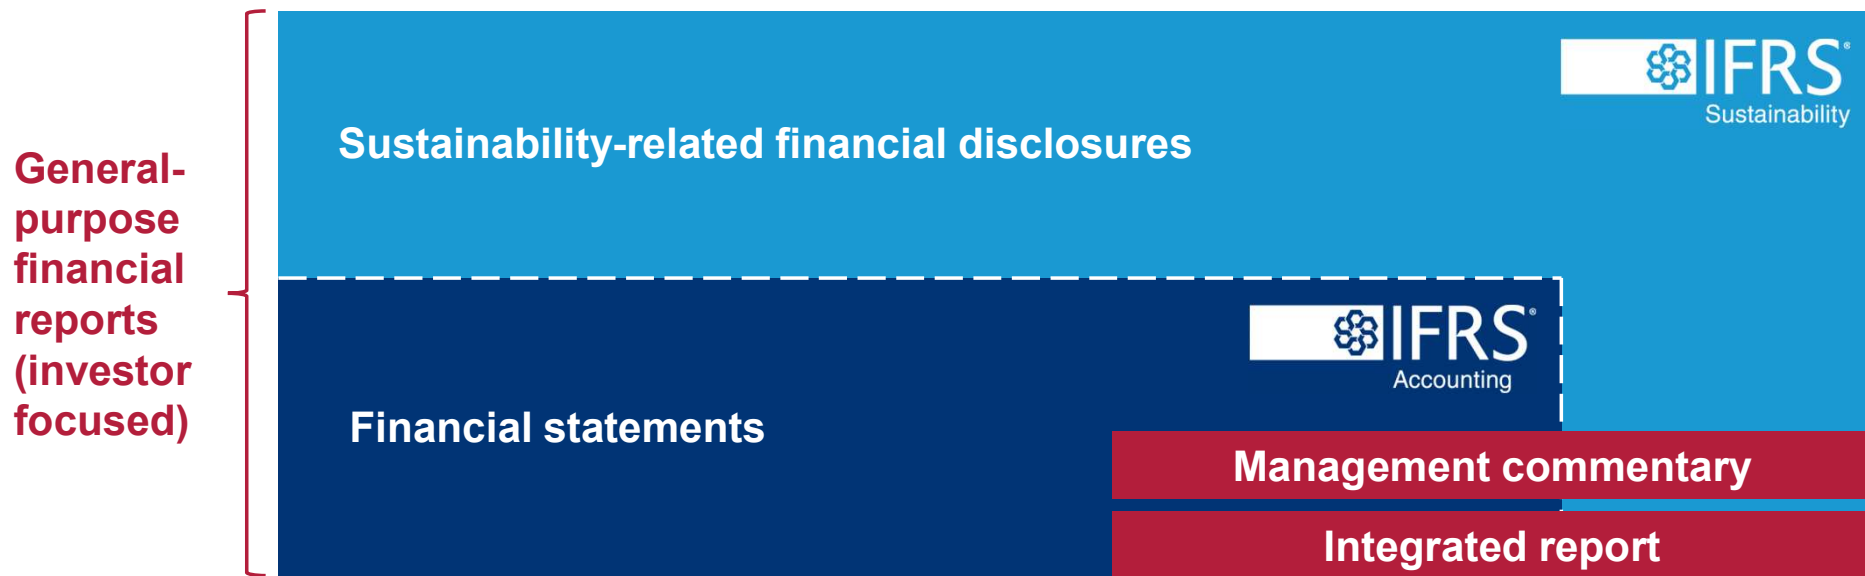 General-
purpose
financial
reports
(investor
focused)
Sustainability-related financial disclosures
IFRS®
Sustainability
Financial statements
IFRS®
Accounting
Management commentary
Integrated report